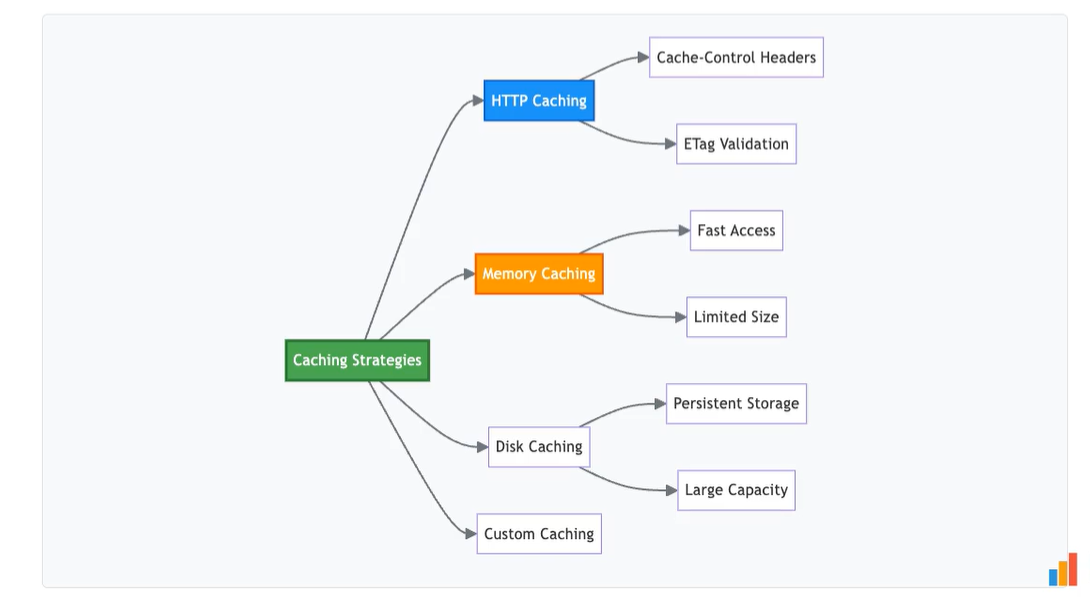 Cache-Control Headers
HTTP Caching
ETag Validation
Fast Access
Memory Caching
Limited Size
Caching Strategies
Persistent Storage
Disk Caching
Large Capacity
Custom Caching